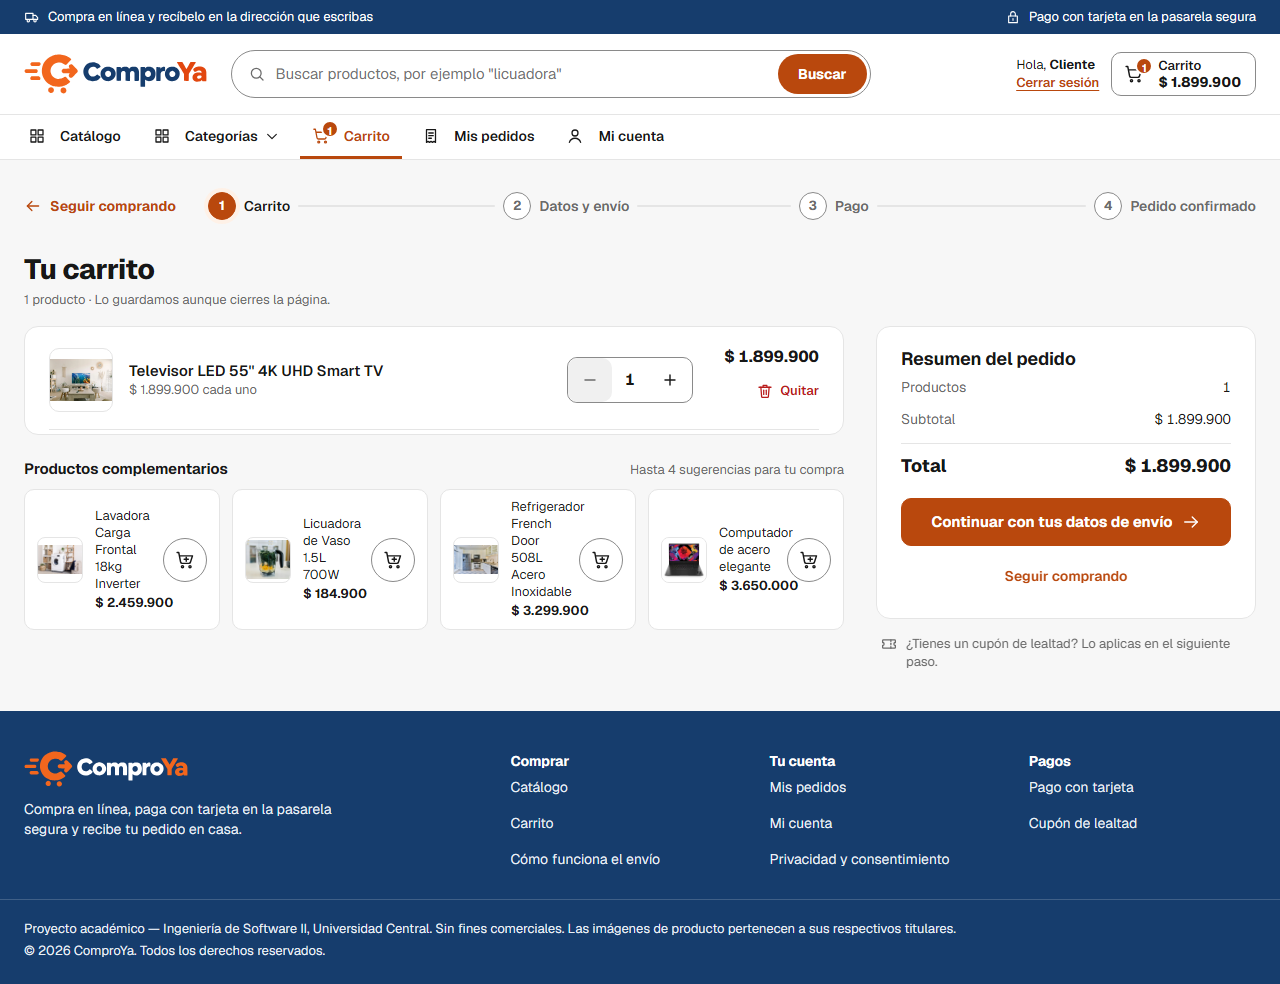 Compra en línea y recíbelo en la dirección que escribas
Pago con tarjeta en la pasarela segura
ComproYa
Buscar productos, por ejemplo "licuadora"
Buscar
Hola, Cliente
Cerrar sesión
1
Carrito
$ 1.899.900
Catálogo
Categorías
1
Carrito
Mis pedidos
Mi cuenta
Seguir comprando
1 Carrito
2 Datos y envío
3 Pago
4 Pedido confirmado
Tu carrito
1 producto · Lo guardamos aunque cierres la página.
Televisor LED 55" 4K UHD Smart TV
$ 1.899.900 cada uno
− 1 +
$ 1.899.900
Quitar
Resumen del pedido
Productos 1
Subtotal $ 1.899.900
Total $ 1.899.900
Continuar con tus datos de envío
Seguir comprando
¿Tienes un cupón de lealtad? Lo aplicas en el siguiente
paso.
Productos complementarios
Hasta 4 sugerencias para tu compra
Lavadora
Carga
Frontal
18kg
Inverter
$ 2.459.900
Licuadora
de Vaso
1.5L
700W
$ 184.900
Refrigerador
French
Door
508L
Acero
Inoxidable
$ 3.299.900
Computador
de acero
elegante
$ 3.650.000
ComproYa
Compra en línea, paga con tarjeta en la pasarela
segura y recibe tu pedido en casa.
Comprar
Catálogo
Carrito
Cómo funciona el envío
Tu cuenta
Mis pedidos
Mi cuenta
Privacidad y consentimiento
Pagos
Pago con tarjeta
Cupón de lealtad
Proyecto académico — Ingeniería de Software II, Universidad Central. Sin fines comerciales. Las imágenes de producto pertenecen a sus respectivos titulares.
© 2026 ComproYa. Todos los derechos reservados.